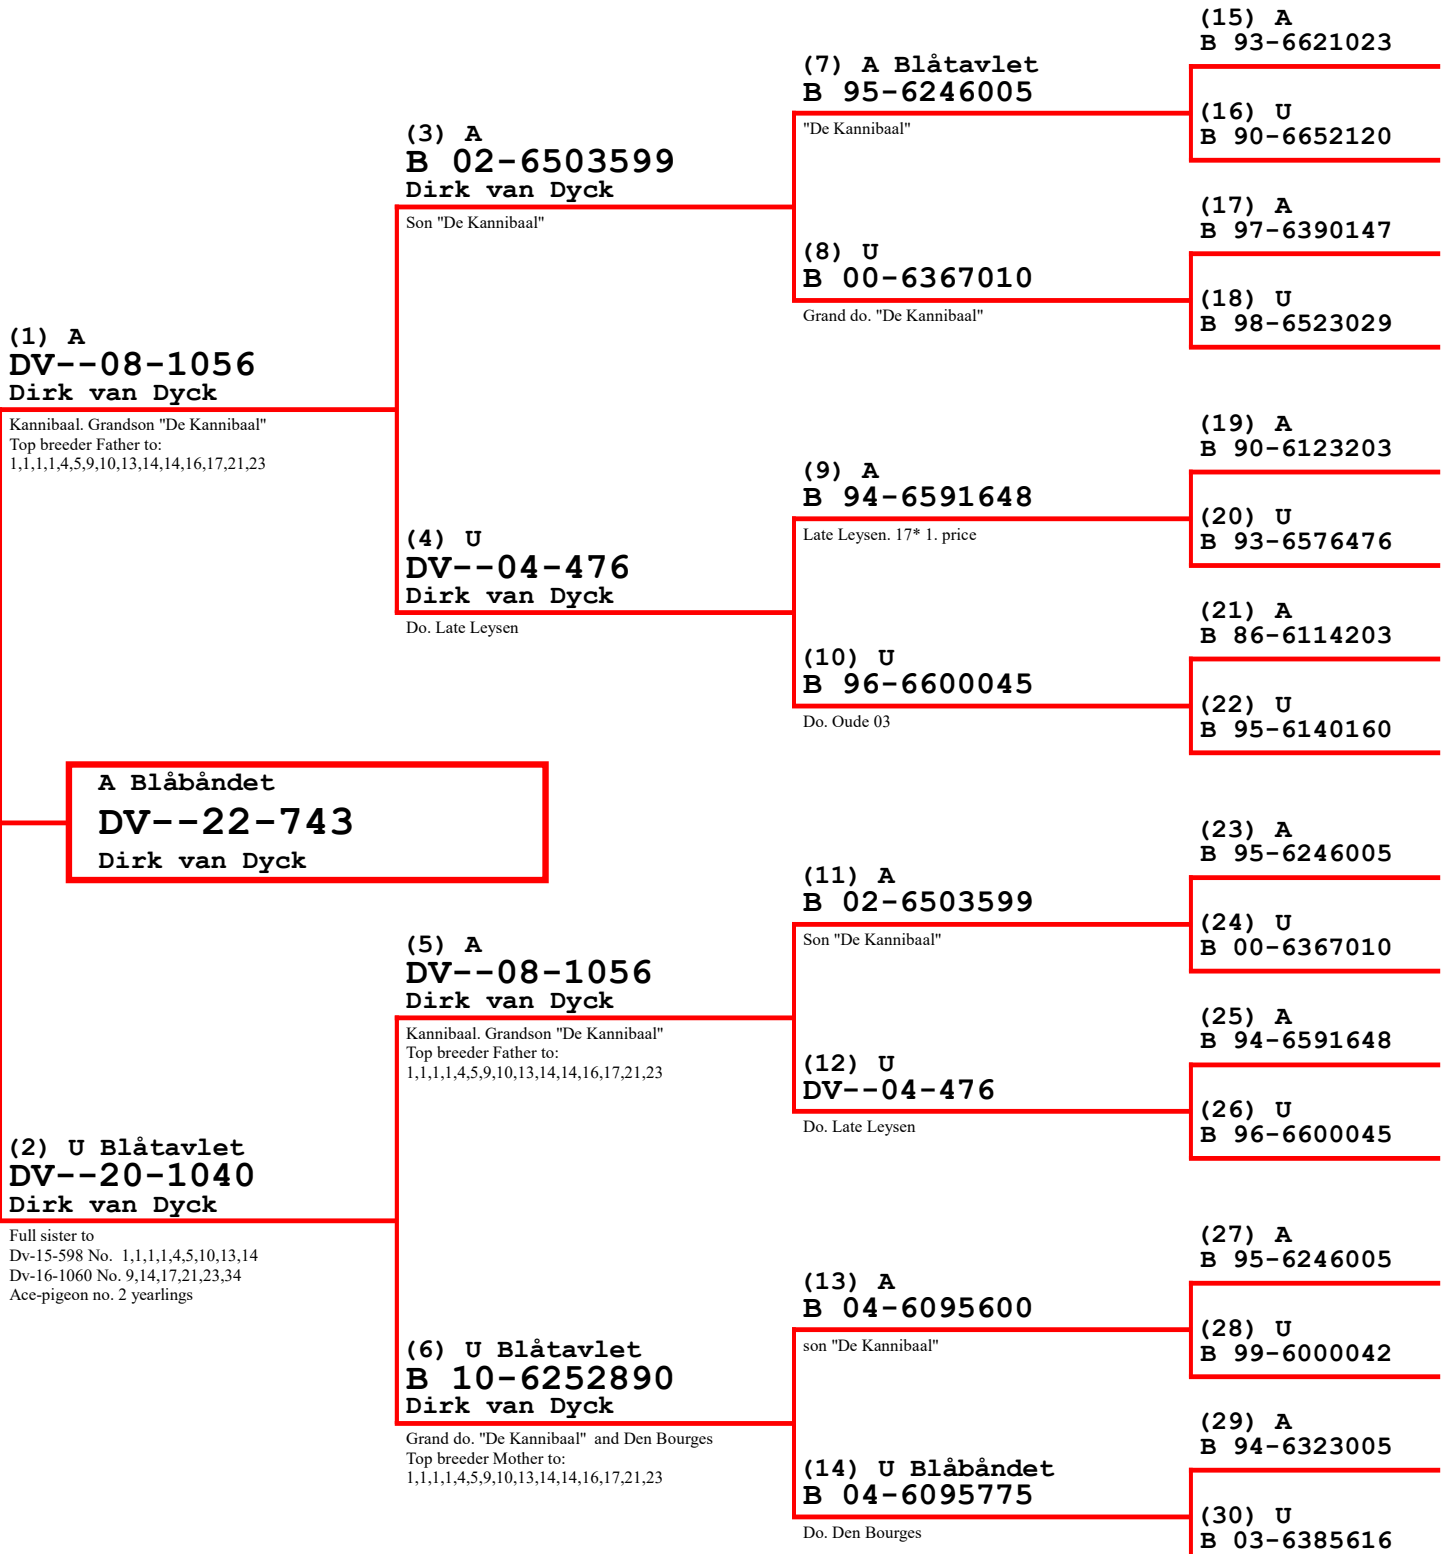 (15) A
B 93-6621023
(7) A Blåtavlet
B 95-6246005
"De Kannibaal"
(16) U
B 90-6652120
(3) A
B 02-6503599
Dirk van Dyck
Son "De Kannibaal"
(17) A
B 97-6390147
(8) U
B 00-6367010
Grand do. "De Kannibaal"
(18) U
B 98-6523029
(1) A
DV--08-1056
Dirk van Dyck
Kannibaal. Grandson "De Kannibaal"
Top breeder Father to:
1,1,1,1,4,5,9,10,13,14,14,16,17,21,23
(19) A
B 90-6123203
(9) A
B 94-6591648
Late Leysen. 17* 1. price
(20) U
B 93-6576476
(4) U
DV--04-476
Dirk van Dyck
Do. Late Leysen
(21) A
B 86-6114203
(10) U
B 96-6600045
Do. Oude 03
(22) U
B 95-6140160
A Blåbåndet
DV--22-743
Dirk van Dyck
(23) A
B 95-6246005
(11) A
B 02-6503599
Son "De Kannibaal"
(24) U
B 00-6367010
(5) A
DV--08-1056
Dirk van Dyck
Kannibaal. Grandson "De Kannibaal"
Top breeder Father to:
1,1,1,1,4,5,9,10,13,14,14,16,17,21,23
(25) A
B 94-6591648
(12) U
DV--04-476
Do. Late Leysen
(26) U
B 96-6600045
(2) U Blåtavlet
DV--20-1040
Dirk van Dyck
Full sister to
Dv-15-598 No.  1,1,1,1,4,5,10,13,14
Dv-16-1060 No. 9,14,17,21,23,34
Ace-pigeon no. 2 yearlings
(27) A
B 95-6246005
(13) A
B 04-6095600
son "De Kannibaal"
(28) U
B 99-6000042
(6) U Blåtavlet
B 10-6252890
Dirk van Dyck
Grand do. "De Kannibaal"  and Den Bourges
Top breeder Mother to:
1,1,1,1,4,5,9,10,13,14,14,16,17,21,23
(29) A
B 94-6323005
(14) U Blåbåndet
B 04-6095775
Do. Den Bourges
(30) U
B 03-6385616